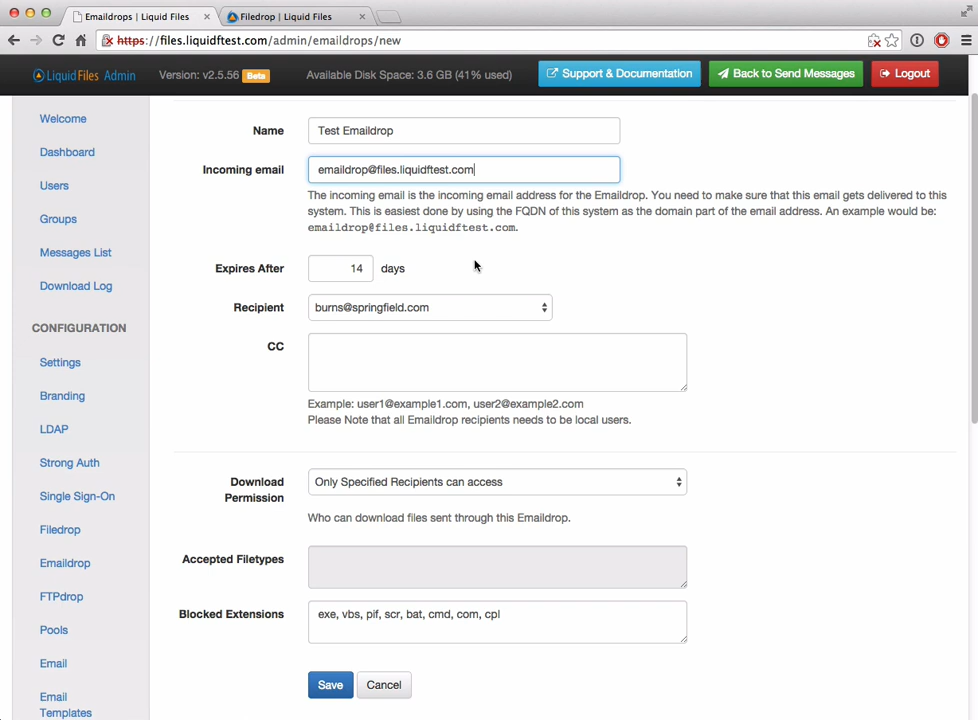 Emaildrops | Liquid Files
Filedrop | Liquid Files
https://files.liquidftest.com/admin/emaildrops/new
LiquidFiles Admin
Version: v2.5.56 Beta
Available Disk Space: 3.6 GB (41% used)
Support & Documentation
Back to Send Messages
Logout
Welcome
Dashboard
Users
Groups
Messages List
Download Log
CONFIGURATION
Settings
Branding
LDAP
Strong Auth
Single Sign-On
Filedrop
Emaildrop
FTPdrop
Pools
Email
Email
Templates
Name
Test Emaildrop
Incoming email
emaildrop@files.liquidftest.com
The incoming email is the incoming email address for the Emaildrop. You need to make sure that this email gets delivered to this
system. This is easiest done by using the FQDN of this system as the domain part of the email address. An example would be:
emaildrop@files.liquidftest.com.
Expires After
14 days
Recipient
burns@springfield.com
CC
Example: user1@example1.com, user2@example2.com
Please Note that all Emaildrop recipients needs to be local users.
Download
Permission
Only Specified Recipients can access
Who can download files sent through this Emaildrop.
Accepted Filetypes
Blocked Extensions
exe, vbs, pif, scr, bat, cmd, com, cpl
Save
Cancel